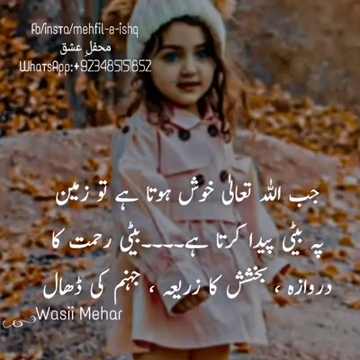 fb/insta/mehfil-e-ishq
محفل عشق
WhatsApp:+923485151852
جب اللہ تعالیٰ خوش ہوتا ہے تو زمین
پہ بیٹی پیدا کرتا ہے۔۔۔۔بیٹی رحمت کا
دروازہ ، بخشش کا زریعہ ، جہنم کی ڈھال
Wasii Mehar